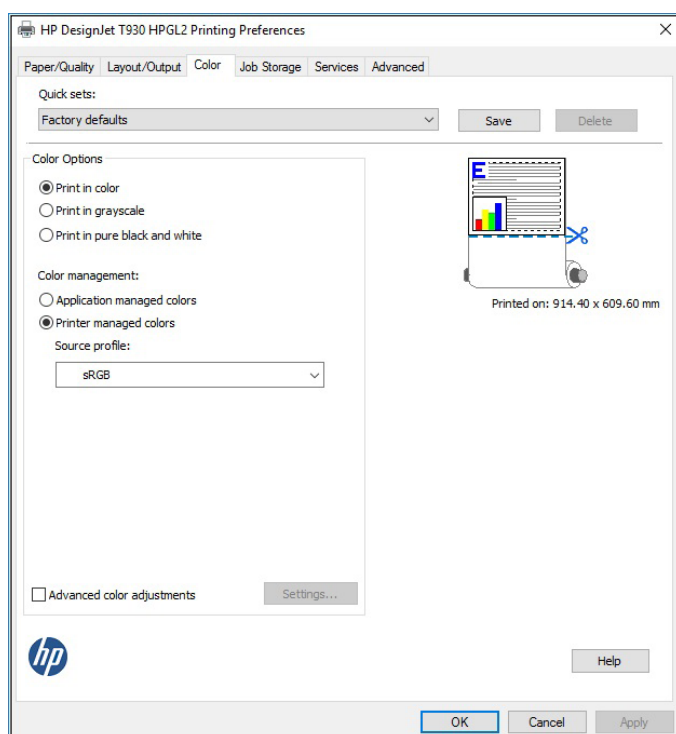 HP DesignJet T930 HPGL2 Printing Preferences
Paper/Quality Layout/Output Color Job Storage Services Advanced
Quick sets:
Factory defaults Save Delete
Color Options
Print in color
Print in grayscale
Print in pure black and white
Color management:
Application managed colors
Printer managed colors
Source profile:
sRGB
E
Printed on: 914.40 x 609.60 mm
Advanced color adjustments Settings...
hp
Help
OK Cancel Apply